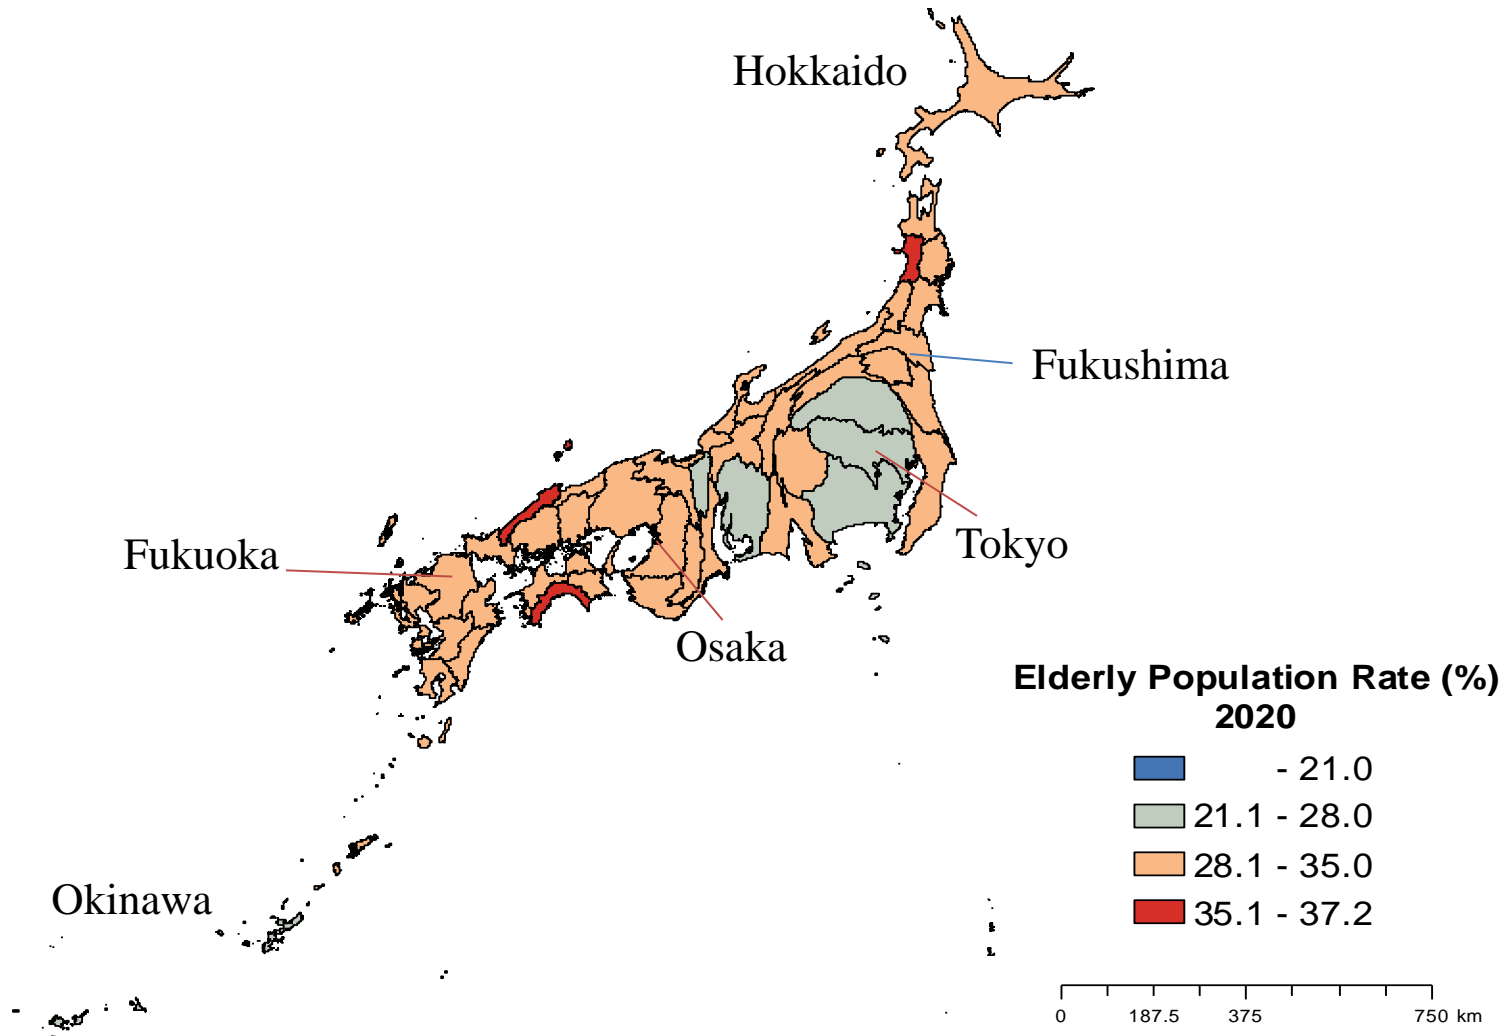 Hokkaido
Fukushima
Tokyo
Fukuoka
Osaka
Elderly Population Rate (%)
2020
- 21.0
21.1 - 28.0
28.1 - 35.0
35.1 - 37.2
Okinawa
0 187.5 375 750 km